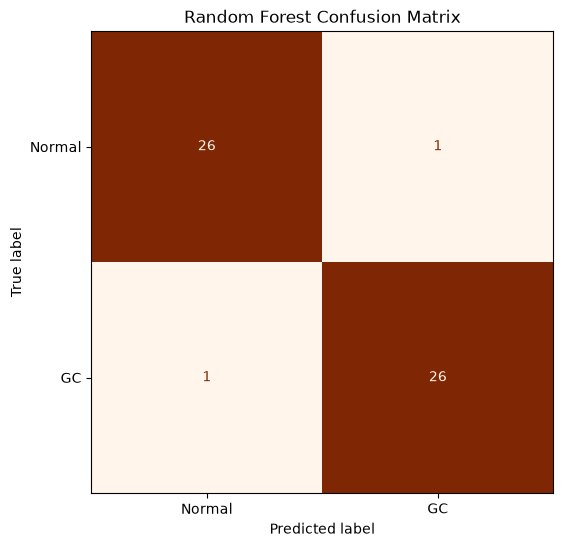 Random Forest Confusion Matrix
Normal
26
1
True label
GC
1
26
Normal
GC
Predicted label